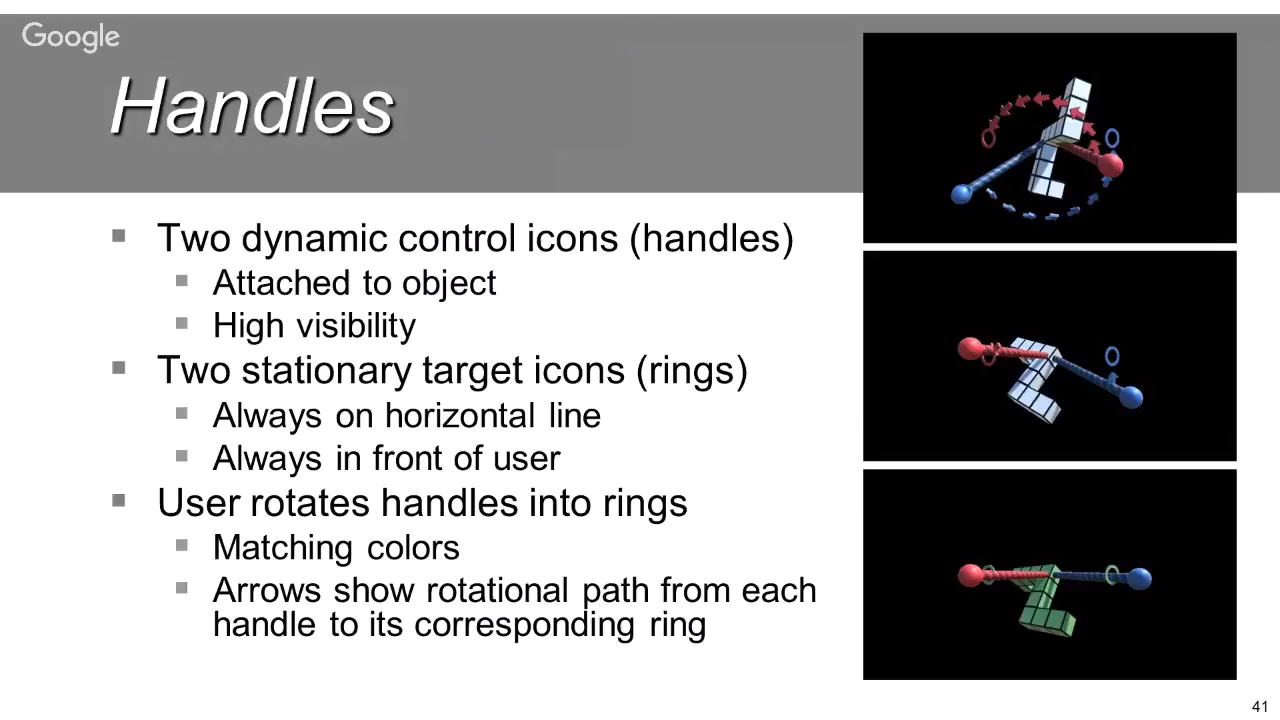 Google
Handles
Two dynamic control icons (handles)
Attached to object
High visibility
Two stationary target icons (rings)
Always on horizontal line
Always in front of user
User rotates handles into rings
Matching colors
Arrows show rotational path from each
handle to its corresponding ring
41